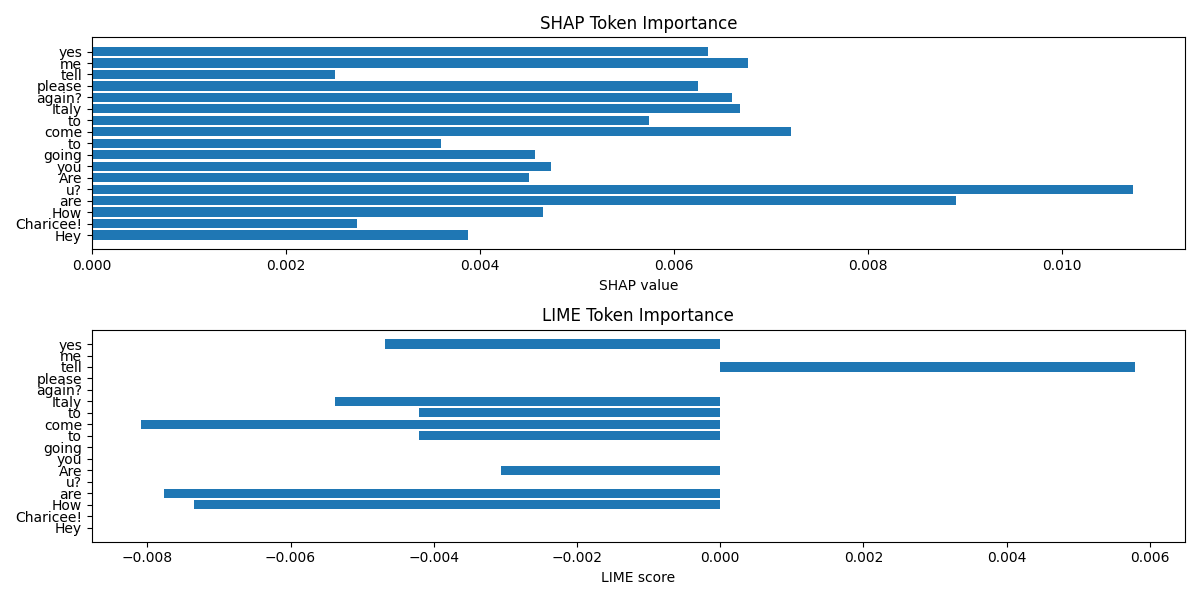 SHAP Token Importance
yes
me
tell
please
again?
Italy
to
come
to
going
you
Are
u?
are
How
Charicee!
Hey
0.000 0.002 0.004 0.006 0.008 0.010
SHAP value
LIME Token Importance
yes
me
tell
please
again?
Italy
to
come
to
going
you
Are
u?
are
How
Charicee!
Hey
−0.008 −0.006 −0.004 −0.002 0.000 0.002 0.004 0.006
LIME score